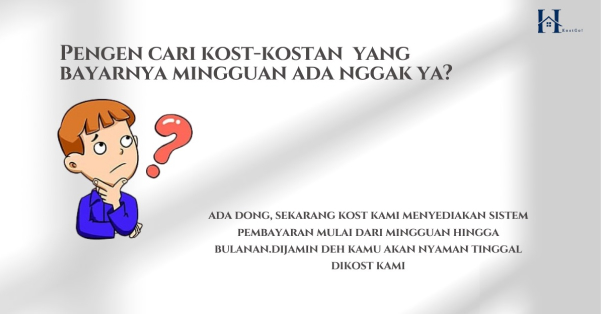 PENGEN CARI KOST-KOSTAN YANG
BAYARNYA MINGGUAN ADA NGGAK YA?
ADA DONG, SEKARANG KOST KAMI MENYEDIAKAN SISTEM
PEMBAYARAN MULAI DARI MINGGUAN HINGGA
BULANAN.DIJAMIN DEH KAMU AKAN NYAMAN TINGGAL
DIKOST KAMI